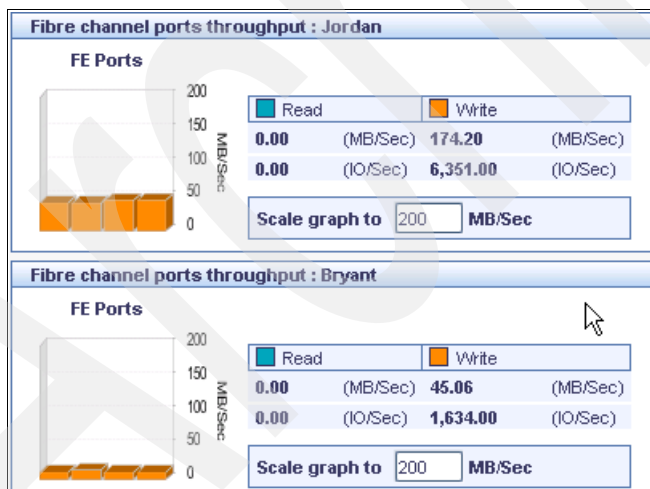 Fibre channel ports throughput : Jordan
FE Ports
200
150
100
50
0
MB/Sec
Read Write
0.00 (MB/Sec) 174.20 (MB/Sec)
0.00 (IO/Sec) 6,351.00 (IO/Sec)
Scale graph to 200 MB/Sec
Fibre channel ports throughput : Bryant
FE Ports
200
150
100
50
0
MB/Sec
Read Write
0.00 (MB/Sec) 45.06 (MB/Sec)
0.00 (IO/Sec) 1,634.00 (IO/Sec)
Scale graph to 200 MB/Sec